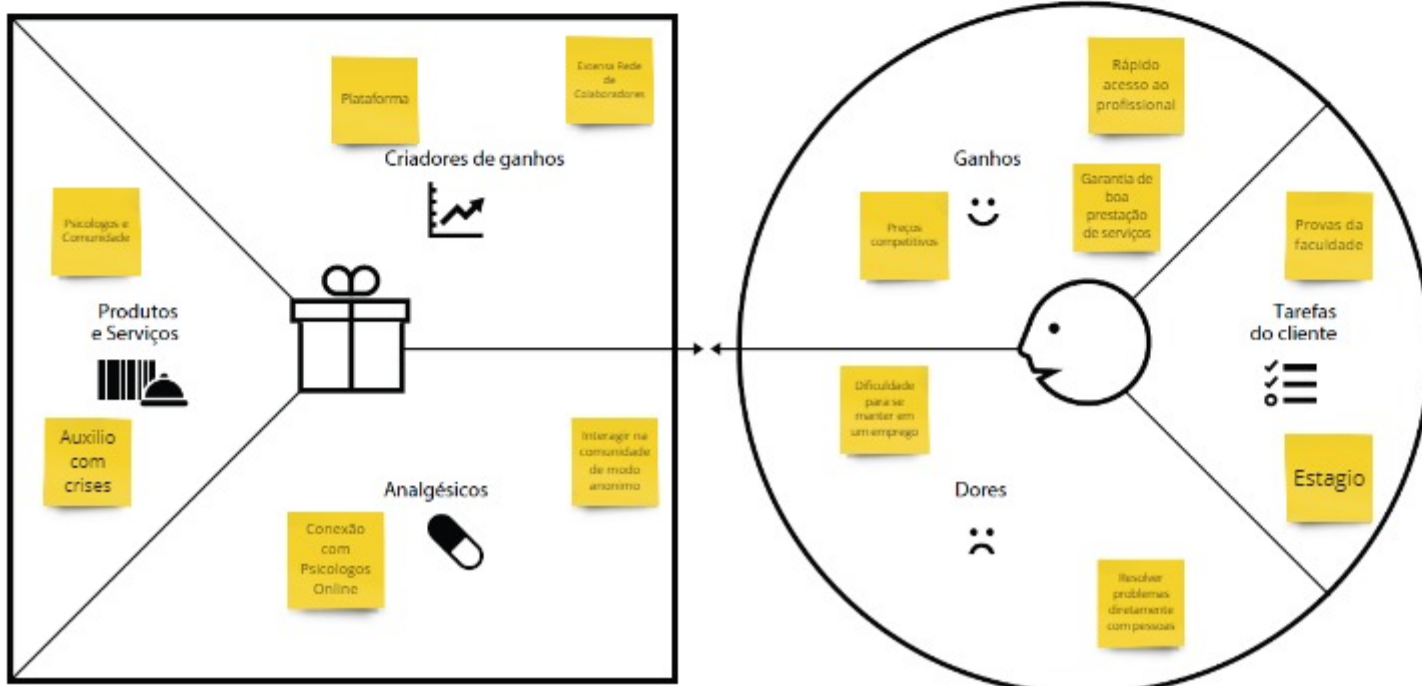 Plataforma
Extensa Rede
de
Colaboradores
Criadores de ganhos
Psicologos e
Comunidade
Produtos
e Serviços
Auxilio
com
crises
Analgésicos
Interagir na
comunidade
de modo
anonimo
Conexão
com
Psicologos
Online
Rápido
acesso ao
profissional
Ganhos
Garantia de
boa
prestação
de serviços
Preços
competitivos
Provas da
faculdade
Tarefas
do cliente
Estagio
Dificuldade
para se
manter em
um emprego
Dores
Resolver
problemas
diretamente
com pessoas